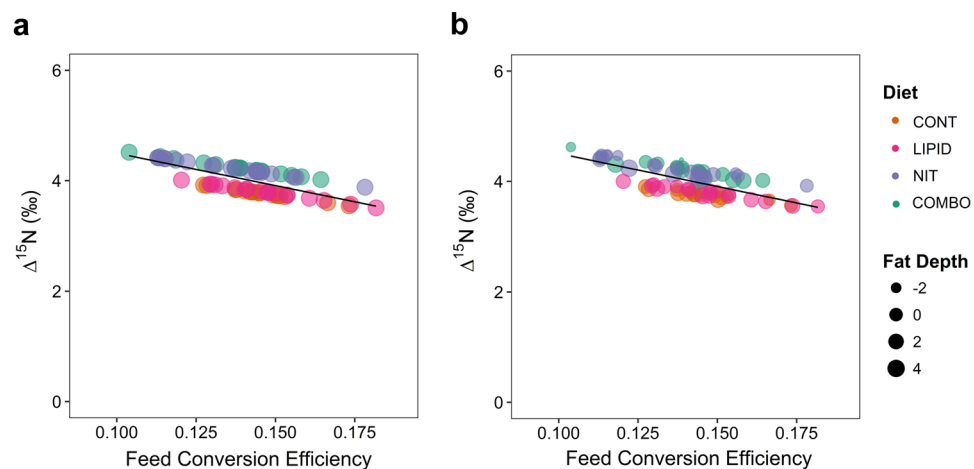 a
6
4
2
0
Δ¹⁵N (‰)
0.100 0.125 0.150 0.175
Feed Conversion Efficiency
b
6
4
2
0
Δ¹⁵N (‰)
0.100 0.125 0.150 0.175
Feed Conversion Efficiency
Diet
CONT
LIPID
NIT
COMBO
Fat Depth
-2
0
2
4